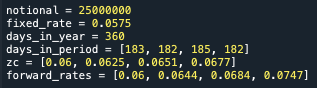 notional = 25000000
fixed_rate = 0.0575
days_in_year = 360
days_in_period = [183, 182, 185, 182]
zc = [0.06, 0.0625, 0.0651, 0.0677]
forward_rates = [0.06, 0.0644, 0.0684, 0.0747]